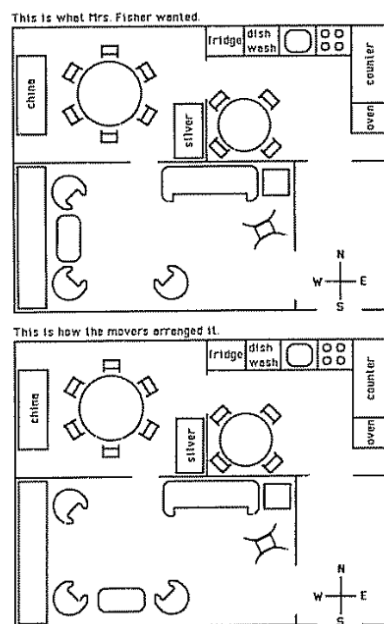 This is what Mrs. Fisher wanted.
fridge
dish
wash
counter
oven
china
silver
N
W E
S
This is how the movers arranged it.
fridge
dish
wash
counter
oven
china
silver
N
W E
S